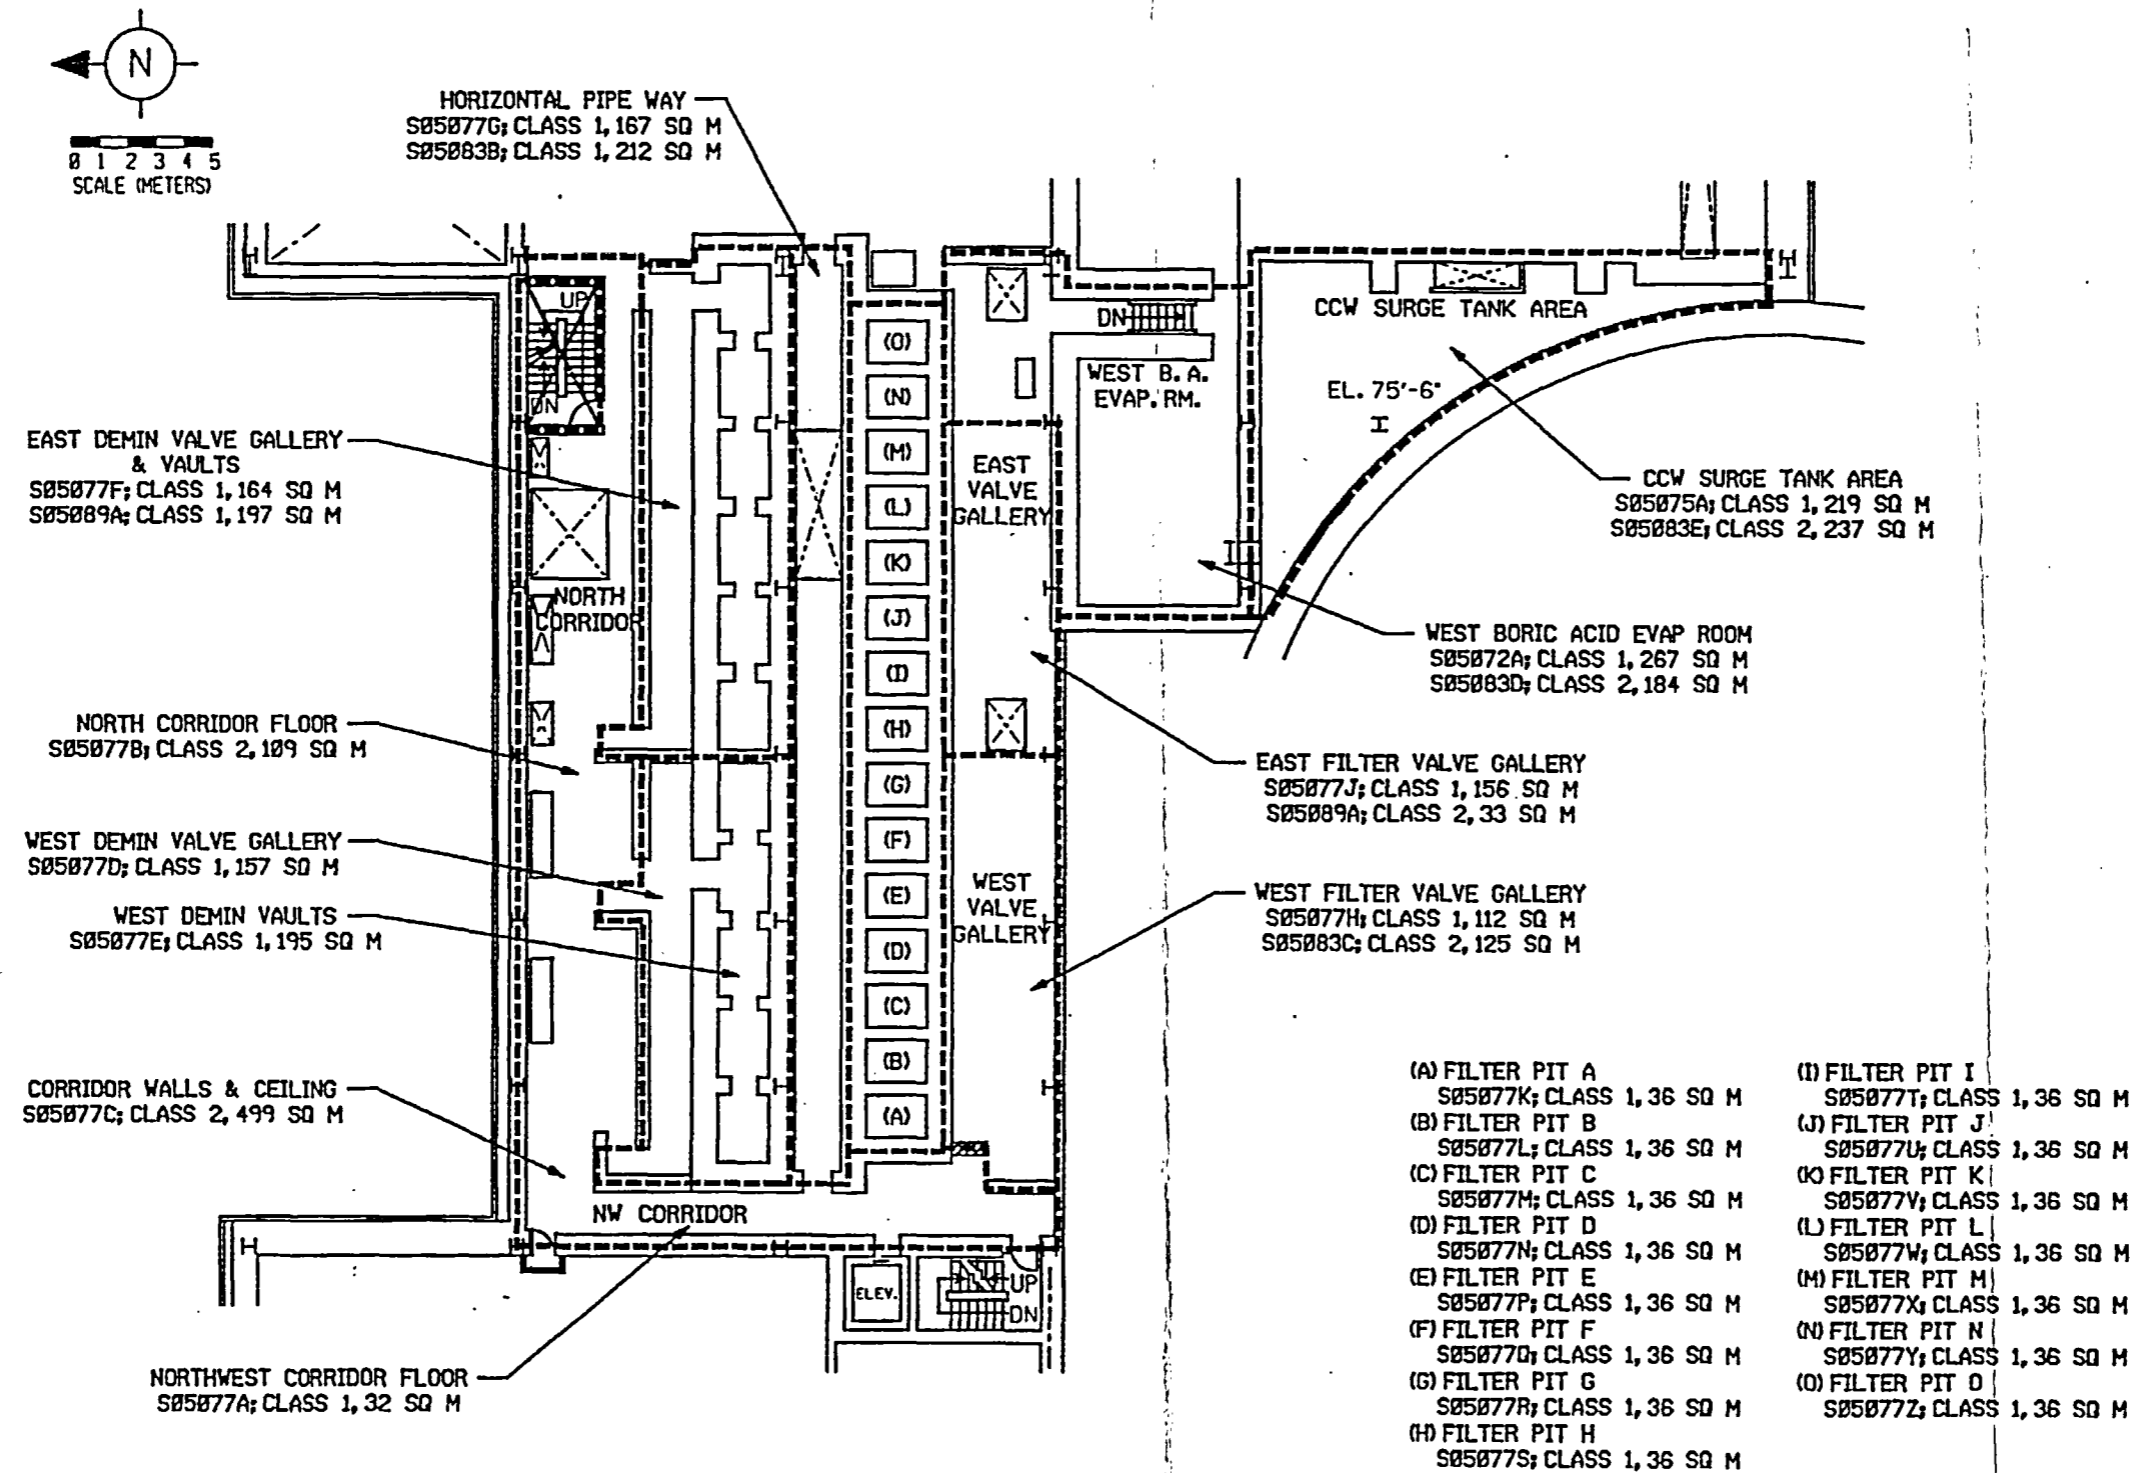 N
0 1 2 3 4 5
SCALE (METERS)
HORIZONTAL PIPE WAY
S05077G; CLASS 1, 167 SQ M
S05083B; CLASS 1, 212 SQ M
UP
DN
EAST DEMIN VALVE GALLERY
& VAULTS
S05077F; CLASS 1, 164 SQ M
S05089A; CLASS 1, 197 SQ M
NORTH
CORRIDOR
NORTH CORRIDOR FLOOR
S05077B; CLASS 2, 109 SQ M
WEST DEMIN VALVE GALLERY
S05077D; CLASS 1, 157 SQ M
WEST DEMIN VAULTS
S05077E; CLASS 1, 195 SQ M
CORRIDOR WALLS & CEILING
S05077C; CLASS 2, 499 SQ M
NW CORRIDOR
NORTHWEST CORRIDOR FLOOR
S05077A; CLASS 1, 32 SQ M
(O)
(N)
(M)
(L)
(K)
(J)
(I)
(H)
(G)
(F)
(E)
(D)
(C)
(B)
(A)
EAST
VALVE
GALLERY
WEST
VALVE
GALLERY
ELEV.
UP
DN
DN
WEST B. A.
EVAP. RM.
CCW SURGE TANK AREA
EL. 75'-6"
CCW SURGE TANK AREA
S05075A; CLASS 1, 219 SQ M
S05083E; CLASS 2, 237 SQ M
WEST BORIC ACID EVAP ROOM
S05072A; CLASS 1, 267 SQ M
S05083D; CLASS 2, 184 SQ M
EAST FILTER VALVE GALLERY
S05077J; CLASS 1, 156 SQ M
S05089A; CLASS 2, 33 SQ M
WEST FILTER VALVE GALLERY
S05077H; CLASS 1, 112 SQ M
S05083C; CLASS 2, 125 SQ M
(A) FILTER PIT A
S05077K; CLASS 1, 36 SQ M
(B) FILTER PIT B
S05077L; CLASS 1, 36 SQ M
(C) FILTER PIT C
S05077M; CLASS 1, 36 SQ M
(D) FILTER PIT D
S05077N; CLASS 1, 36 SQ M
(E) FILTER PIT E
S05077P; CLASS 1, 36 SQ M
(F) FILTER PIT F
S05077Q; CLASS 1, 36 SQ M
(G) FILTER PIT G
S05077R; CLASS 1, 36 SQ M
(H) FILTER PIT H
S05077S; CLASS 1, 36 SQ M
(I) FILTER PIT I
S05077T; CLASS 1, 36 SQ M
(J) FILTER PIT J
S05077U; CLASS 1, 36 SQ M
(K) FILTER PIT K
S05077V; CLASS 1, 36 SQ M
(L) FILTER PIT L
S05077W; CLASS 1, 36 SQ M
(M) FILTER PIT M
S05077X; CLASS 1, 36 SQ M
(N) FILTER PIT N
S05077Y; CLASS 1, 36 SQ M
(O) FILTER PIT O
S05077Z; CLASS 1, 36 SQ M